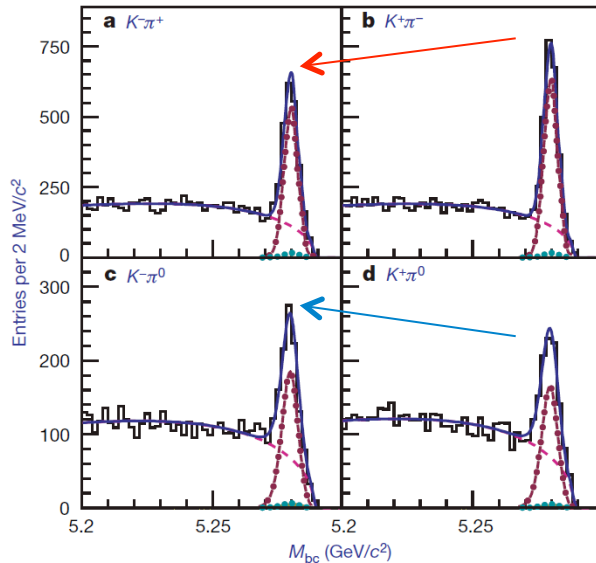 a K⁻π⁺
b K⁺π⁻
750
500
250
0
c K⁻π⁰
d K⁺π⁰
300
200
100
0
5.2
5.25
5.2
5.25
Entries per 2 MeV/c²
M_bc (GeV/c²)